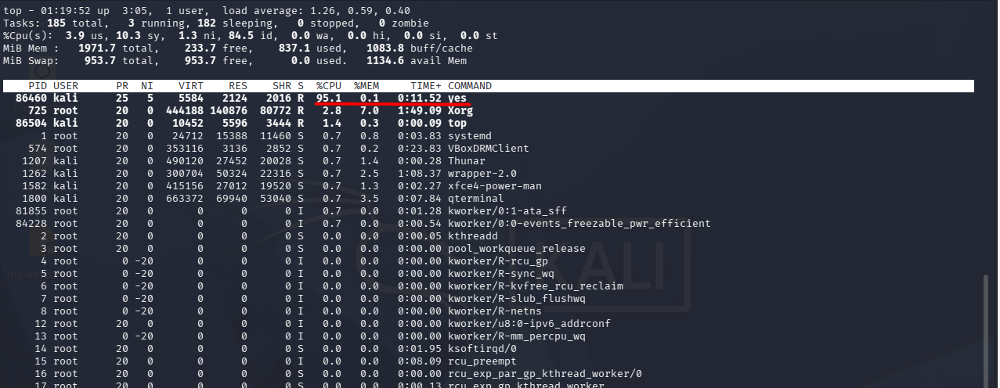 top - 01:19:52 up  3:05,  1 user,  load average: 1.26, 0.59, 0.40
Tasks: 185 total,   3 running, 182 sleeping,   0 stopped,   0 zombie
%Cpu(s):  3.9 us, 10.3 sy,  1.3 ni, 84.5 id,  0.0 wa,  0.0 hi,  0.0 si,  0.0 st
MiB Mem :   1971.7 total,    233.7 free,    837.1 used,   1083.8 buff/cache
MiB Swap:    953.7 total,    953.7 free,      0.0 used.   1134.6 avail Mem
    PID USER      PR  NI    VIRT    RES    SHR S  %CPU  %MEM     TIME+ COMMAND
  86460 kali      25   5    5584   2124   2016 R  95.1   0.1   0:11.52 yes
    725 root      20   0  444188 140876  80772 R   2.8   7.0   1:49.09 Xorg
  86504 kali      20   0   10452   5596   3444 R   1.4   0.3   0:00.09 top
      1 root      20   0   24712  15388  11460 S   0.7   0.8   0:03.83 systemd
    574 root      20   0  353116   3136   2852 S   0.7   0.2   0:23.83 VBoxDRMClient
   1207 kali      20   0  490120  27452  20028 S   0.7   1.4   0:00.28 Thunar
   1262 kali      20   0  300704  50324  22316 S   0.7   2.5   1:08.37 wrapper-2.0
   1582 kali      20   0  415156  27012  19520 S   0.7   1.3   0:02.27 xfce4-power-man
   1800 kali      20   0  663372  69940  53040 S   0.7   3.5   0:07.84 qterminal
  81855 root      20   0       0      0      0 I   0.7   0.0   0:01.28 kworker/0:1-ata_sff
  84228 root      20   0       0      0      0 I   0.7   0.0   0:00.54 kworker/0:0-events_freezable_pwr_efficient
      2 root      20   0       0      0      0 S   0.0   0.0   0:00.05 kthreadd
      3 root      20   0       0      0      0 S   0.0   0.0   0:00.00 pool_workqueue_release
      4 root       0 -20       0      0      0 I   0.0   0.0   0:00.00 kworker/R-rcu_gp
      5 root       0 -20       0      0      0 I   0.0   0.0   0:00.00 kworker/R-sync_wq
      6 root       0 -20       0      0      0 I   0.0   0.0   0:00.00 kworker/R-kvfree_rcu_reclaim
      7 root       0 -20       0      0      0 I   0.0   0.0   0:00.00 kworker/R-slub_flushwq
      8 root       0 -20       0      0      0 I   0.0   0.0   0:00.00 kworker/R-netns
     12 root      20   0       0      0      0 I   0.0   0.0   0:00.00 kworker/u8:0-ipv6_addrconf
     13 root       0 -20       0      0      0 I   0.0   0.0   0:00.00 kworker/R-mm_percpu_wq
     14 root      20   0       0      0      0 S   0.0   0.0   0:01.95 ksoftirqd/0
     15 root      20   0       0      0      0 I   0.0   0.0   0:08.09 rcu_preempt
     16 root      20   0       0      0      0 S   0.0   0.0   0:00.00 rcu_exp_par_gp_kthread_worker/0
     17 root      20   0       0      0      0 S   0.0   0.0   0:00.13 rcu_exp_gp_kthread_worker
KALI